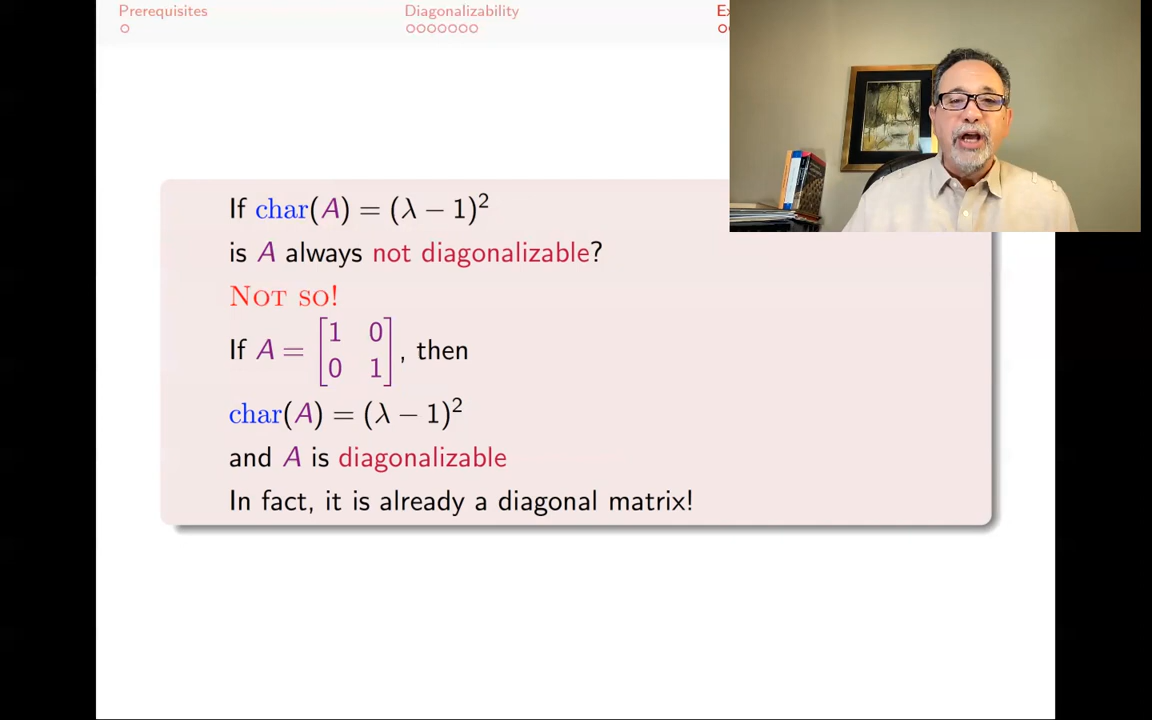 Prerequisites
Diagonalizability
If char(A) = (λ − 1)²
is A always not diagonalizable?
NOT SO!
If A = [1 0
0 1], then
char(A) = (λ − 1)²
and A is diagonalizable
In fact, it is already a diagonal matrix!